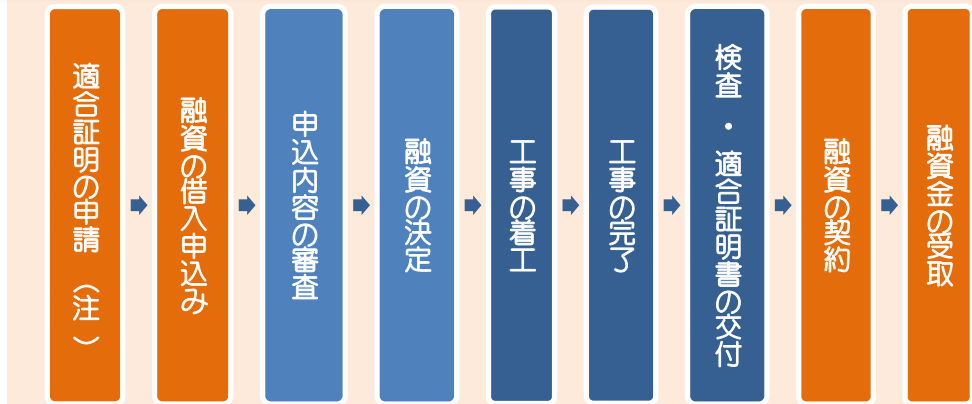 適合証明の申請 (注)
融資の借入申込み
申込内容の審査
融資の決定
工事の着工
工事の完了
検査・適合証明書の交付
融資の契約
融資金の受取